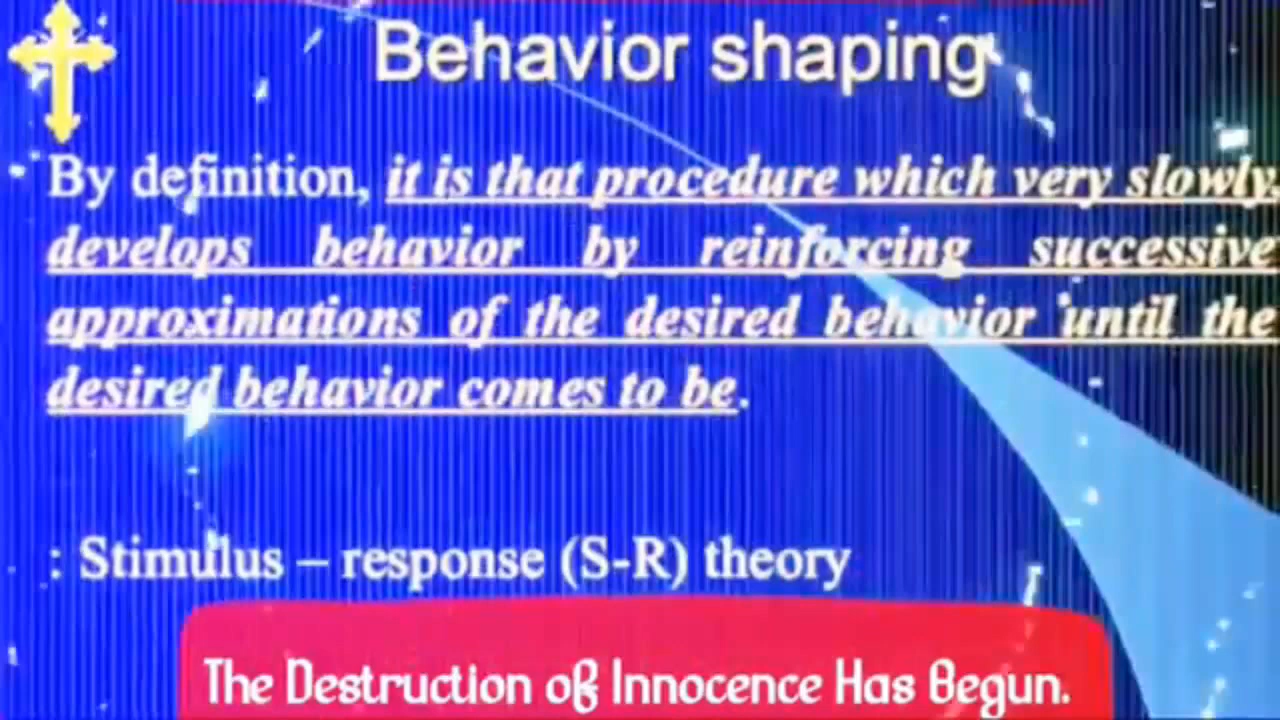 Behavior shaping
By definition, it is that procedure which very slowly,
develops behavior by reinforcing successive
approximations of the desired behavior until the
desired behavior comes to be.
: Stimulus – response (S-R) theory
The Destruction of Innocence Has Begun.